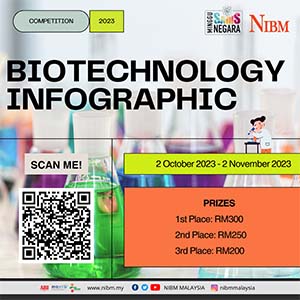 COMPETITION 2023
MINGGU SAINS NEGARA
NIBM
BIOTECHNOLOGY
INFOGRAPHIC
SCAN ME!
2 October 2023 - 2 November 2023
PRIZES
1st Place: RM300
2nd Place: RM250
3rd Place: RM200
www.nibm.my
NIBM MALAYSIA
nibmmalaysia